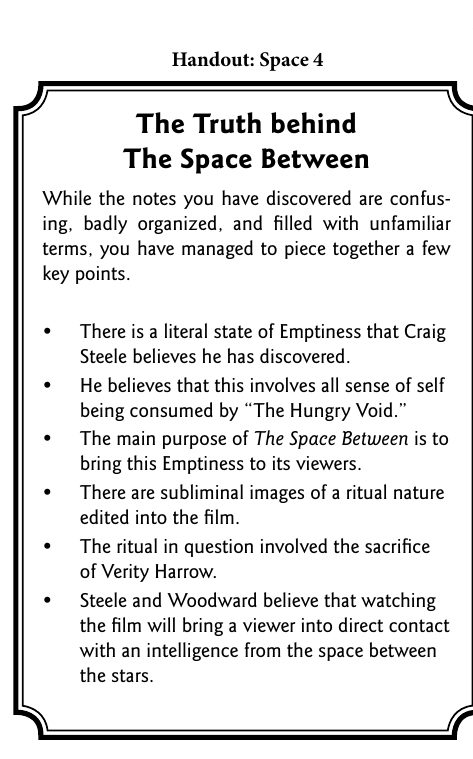 Handout: Space 4
The Truth behind
The Space Between
While the notes you have discovered are confus-
ing, badly organized, and filled with unfamiliar
terms, you have managed to piece together a few
key points.
• There is a literal state of Emptiness that Craig
Steele believes he has discovered.
• He believes that this involves all sense of self
being consumed by “The Hungry Void.”
• The main purpose of The Space Between is to
bring this Emptiness to its viewers.
• There are subliminal images of a ritual nature
edited into the film.
• The ritual in question involved the sacrifice
of Verity Harrow.
• Steele and Woodward believe that watching
the film will bring a viewer into direct contact
with an intelligence from the space between
the stars.